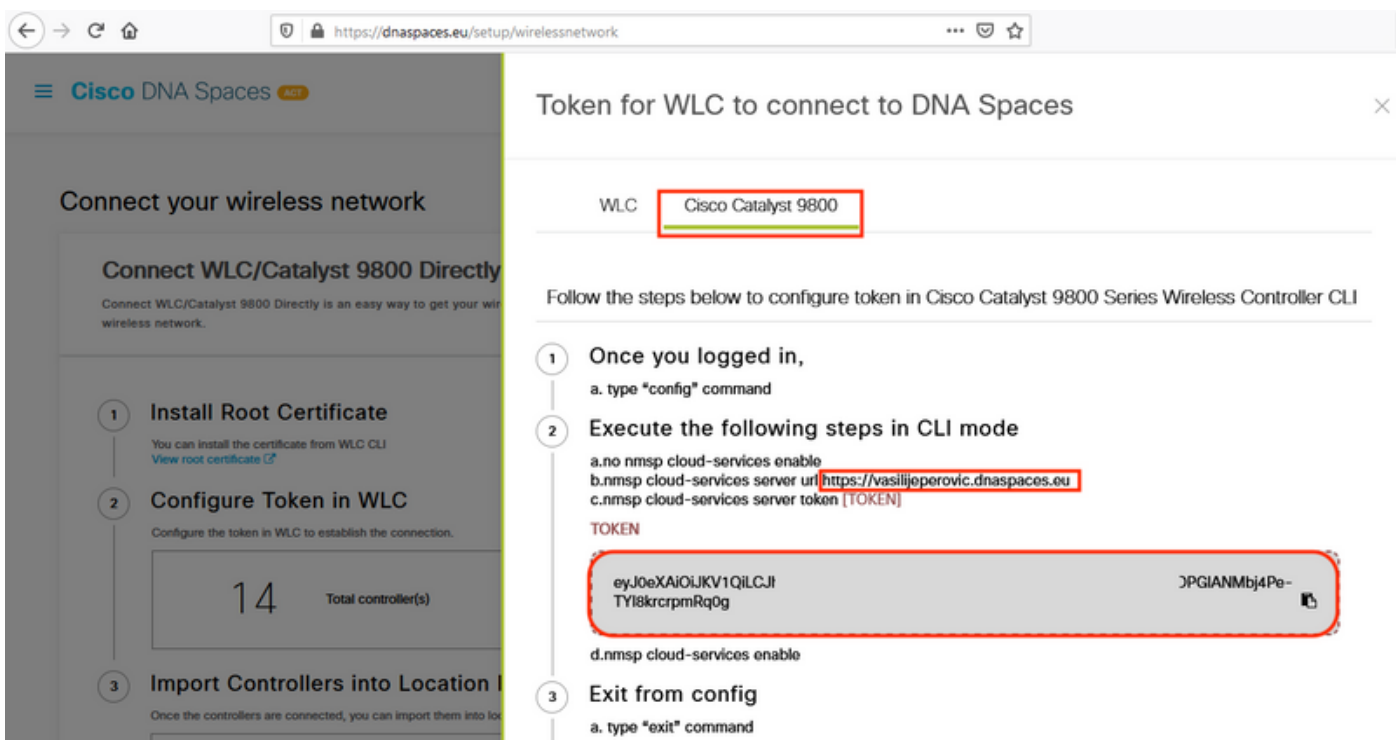 https://dnaspaces.eu/setup/wirelessnetwork
Cisco DNA Spaces ACT
Connect your wireless network
Connect WLC/Catalyst 9800 Directly
Connect WLC/Catalyst 9800 Directly is an easy way to get your
wireless network.
1 Install Root Certificate
You can install the certificate from WLC CLI
View root certificate
2 Configure Token in WLC
Configure the token in WLC to establish the connection.
14 Total controller(s)
3 Import Controllers into Location
Once the controllers are connected, you can import them into
Token for WLC to connect to DNA Spaces
WLC Cisco Catalyst 9800
Follow the steps below to configure token in Cisco Catalyst 9800 Series Wireless Controller CLI
1 Once you logged in,
a. type "config" command
2 Execute the following steps in CLI mode
a.no nmsp cloud-services enable
b.nmsp cloud-services server url https://vasilijeperovic.dnaspaces.eu
c.nmsp cloud-services server token [TOKEN]
TOKEN
d.nmsp cloud-services enable
3 Exit from config
a. type "exit" command